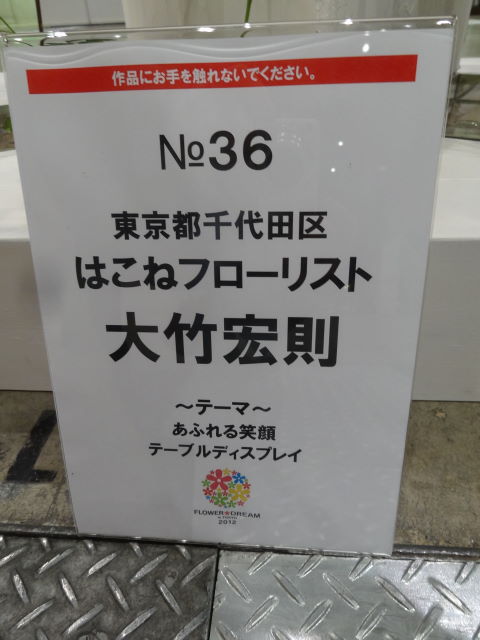 作品にお手を触れないでください。
№36
東京都千代田区
はこねフローリスト
大竹宏則
～テーマ～
あふれる笑顔
テーブルディスプレイ
FLOWER★DREAM
in TOKYO
2012